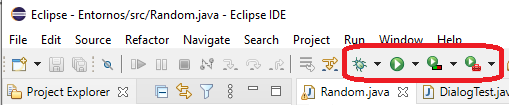 Eclipse - Entornos/src/Random.java - Eclipse IDE
File Edit Source Refactor Navigate Search Project Run Window Help
Project Explorer Random.java DialogTest.jav